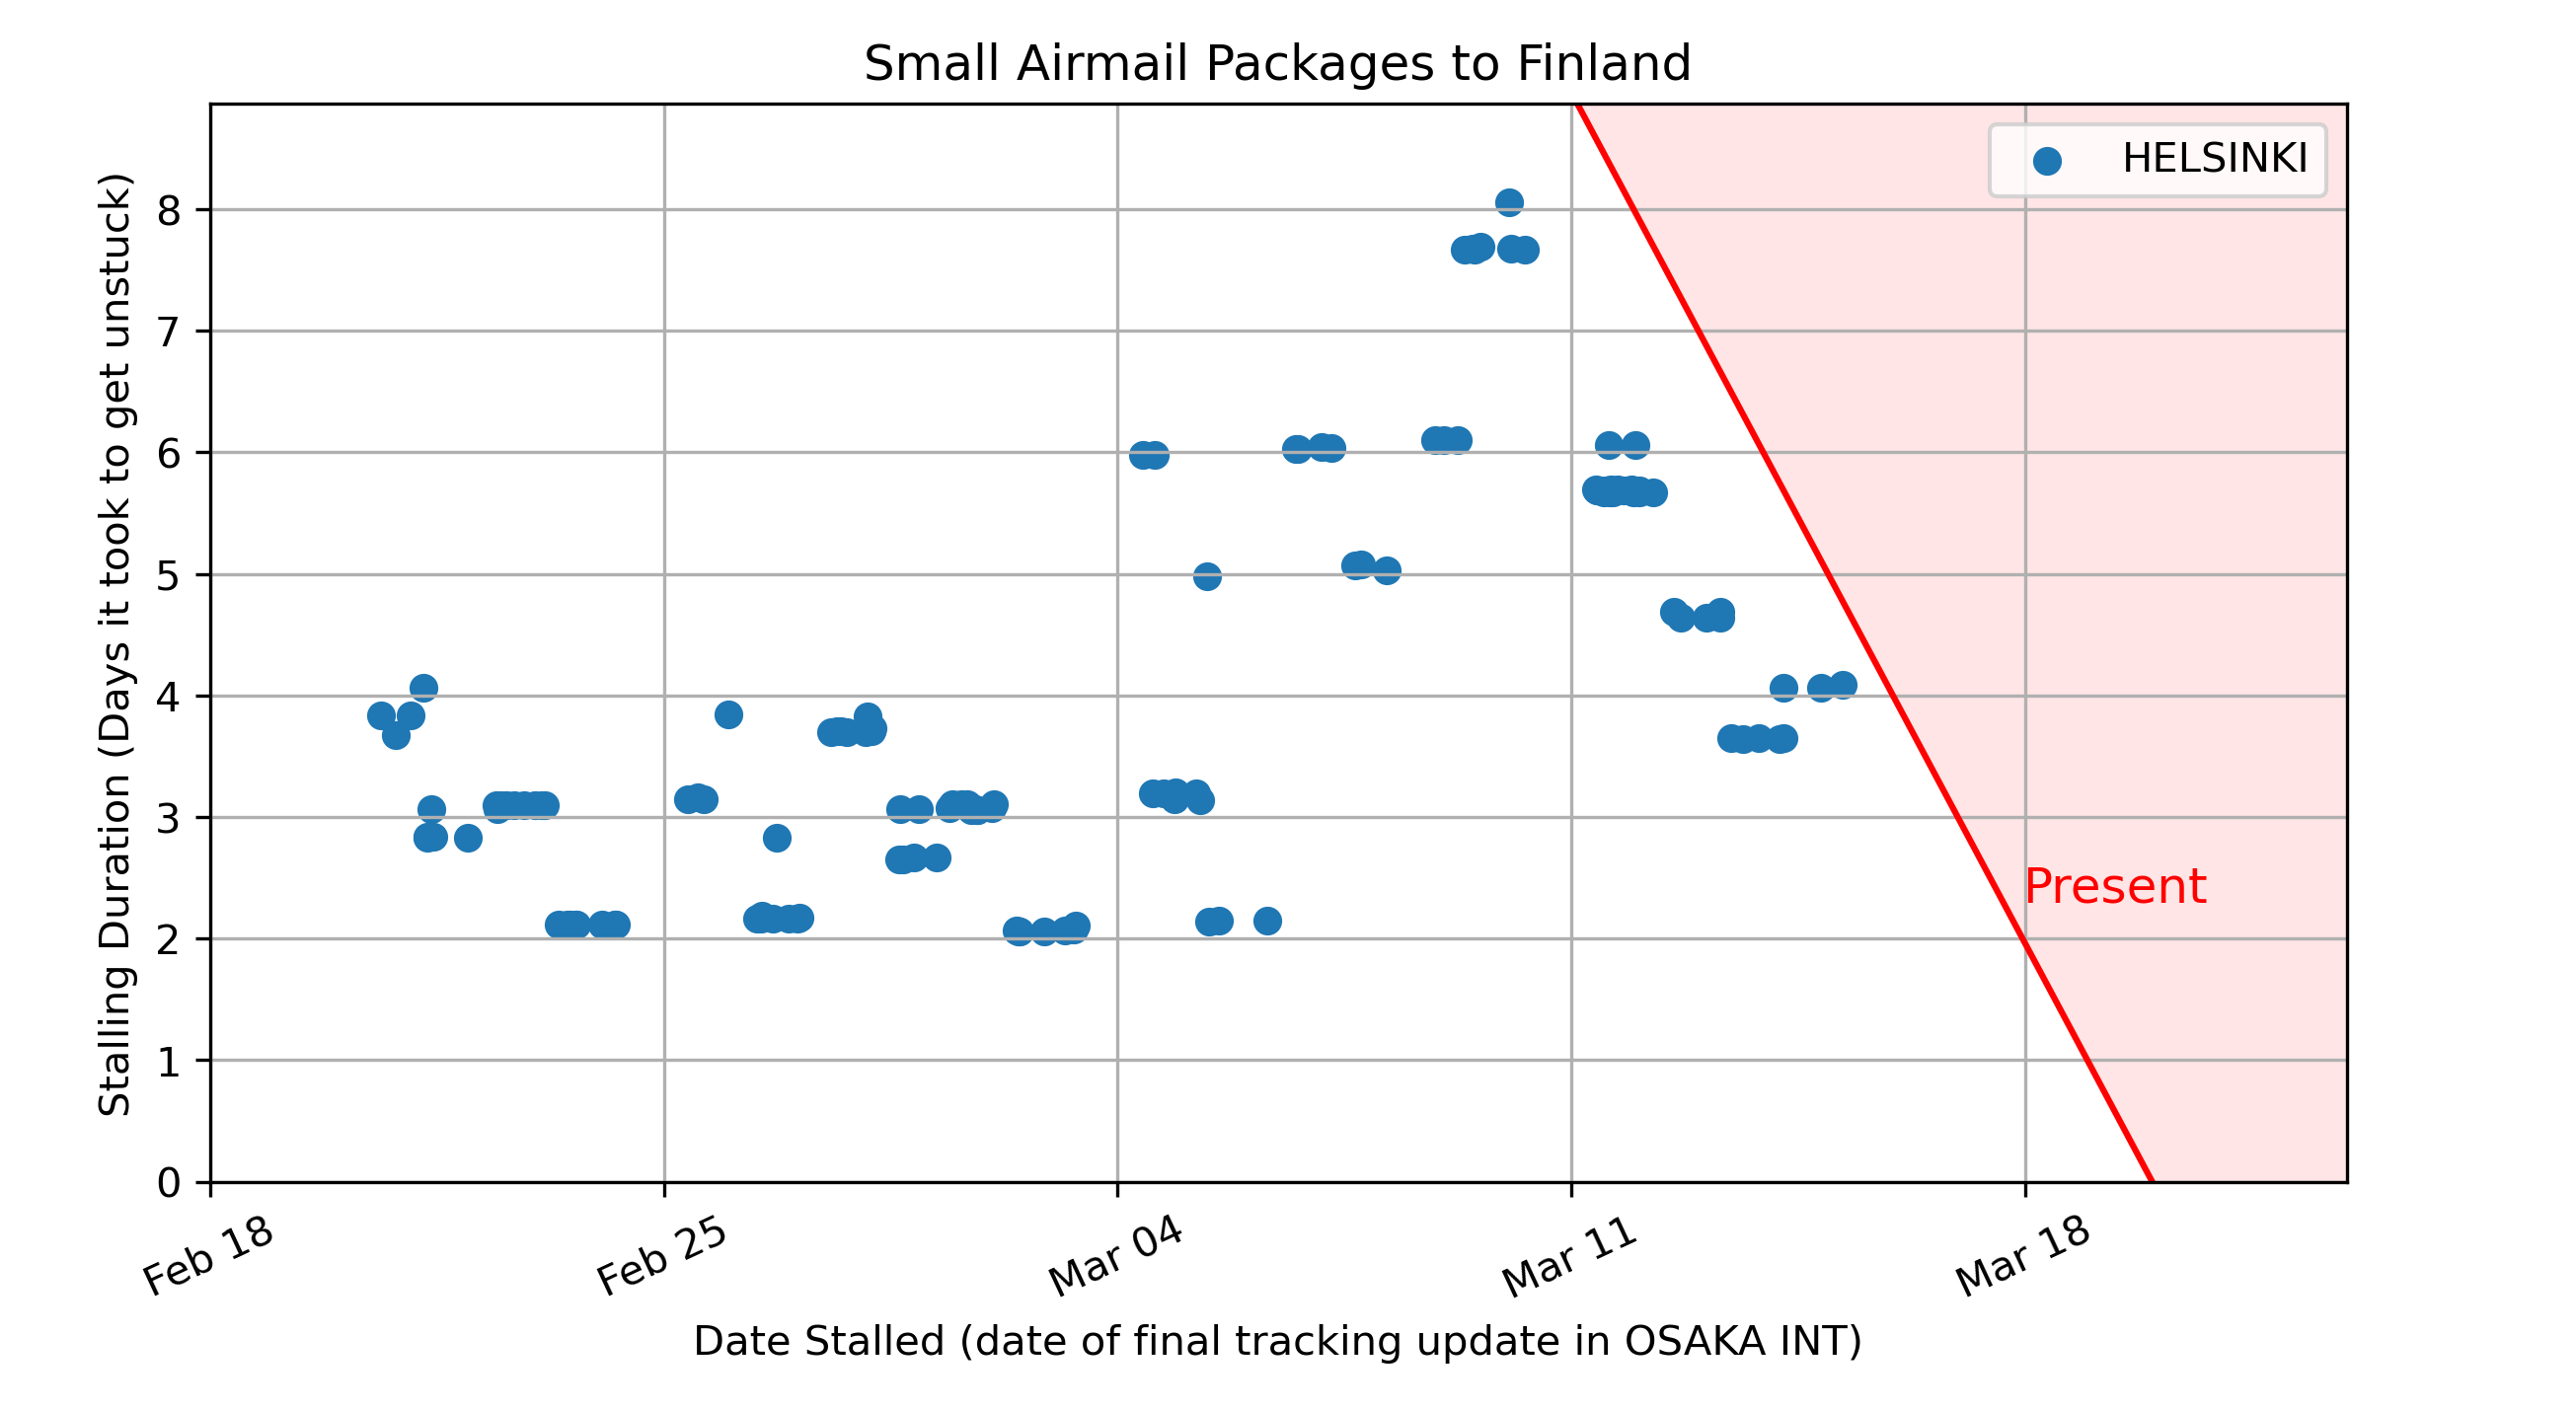 Small Airmail Packages to Finland
HELSINKI
Stalling Duration (Days it took to get unstuck)
8
7
6
5
4
3
2
1
0
Present
Feb 18
Feb 25
Mar 04
Mar 11
Mar 18
Date Stalled (date of final tracking update in OSAKA INT)